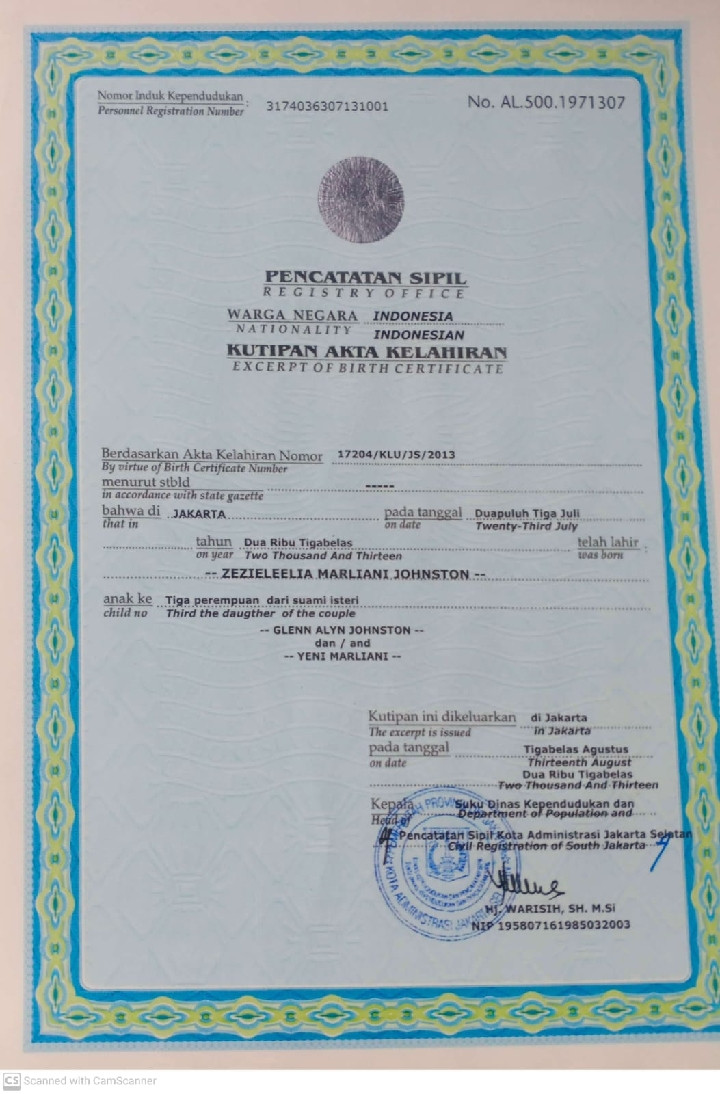 Nomor Induk Kependudukan : 3174036307131001 No. AL.500.1971307
Personnel Registration Number
PENCATATAN SIPIL
REGISTRY OFFICE
WARGA NEGARA INDONESIA
NATIONALITY INDONESIAN
KUTIPAN AKTA KELAHIRAN
EXCERPT OF BIRTH CERTIFICATE
Berdasarkan Akta Kelahiran Nomor 17204/KLU/JS/2013
By virtue of Birth Certificate Number
menurut stbld -----
in accordance with state gazette
bahwa di JAKARTA pada tanggal Duapuluh Tiga Juli
that in on date Twenty-Third July
tahun Dua Ribu Tigabelas telah lahir :
on year Two Thousand And Thirteen was born
-- ZEZIELEELIA MARLIANI JOHNSTON --
anak ke Tiga perempuan dari suami isteri
child no Third the daugther of the couple
-- GLENN ALYN JOHNSTON --
dan / and
-- YENI MARLIANI --
Kutipan ini dikeluarkan di Jakarta
The excerpt is issued in Jakarta
pada tanggal Tigabelas Agustus
on date Thirteenth August
Dua Ribu Tigabelas
Two Thousand And Thirteen
Kepala Suku Dinas Kependudukan dan
Head of Department of Population and
Pencatatan Sipil Kota Administrasi Jakarta Selatan
Civil Registration of South Jakarta
Hj. WARISIH, SH. M.Si
NIP 195807161985032003
KOTA ADMINISTRASI JAKARTA
CS Scanned with CamScanner